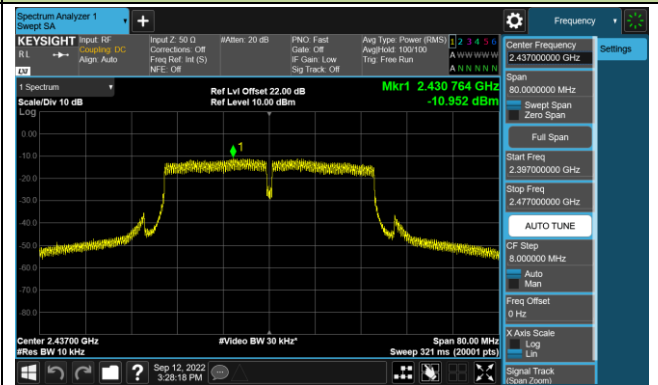 Spectrum Analyzer 1
Swept SA
+
Frequency
KEYSIGHT
RL
Input: RF
Coupling: DC
Align: Auto
Input Z: 50 Ω
Corrections: Off
Freq Ref: Int (S)
NFE: Off
#Atten: 20 dB
PNO: Fast
Gate: Off
IF Gain: Low
Sig Track: Off
Avg Type: Power (RMS)
Avg|Hold: 100/100
Trig: Free Run
1 2 3 4 5 6
A W W W W W
A N N N N N
LXI
1 Spectrum
Scale/Div 10 dB
Log
Ref Lvl Offset 22.00 dB
Ref Level 10.00 dBm
Mkr1 2.430 764 GHz
-10.952 dBm
1
0.00
-10.0
-20.0
-30.0
-40.0
-50.0
-60.0
-70.0
-80.0
Center 2.43700 GHz
#Res BW 10 kHz
#Video BW 30 kHz*
Span 80.00 MHz
Sweep 321 ms (20001 pts)
Center Frequency
2.437000000 GHz
Settings
Span
80.0000000 MHz
Swept Span
Zero Span
Full Span
Start Freq
2.397000000 GHz
Stop Freq
2.477000000 GHz
AUTO TUNE
CF Step
8.000000 MHz
Auto
Man
Freq Offset
0 Hz
X Axis Scale
Log
Lin
Signal Track
(Span Zoom)
?
Sep 12, 2022
3:28:18 PM